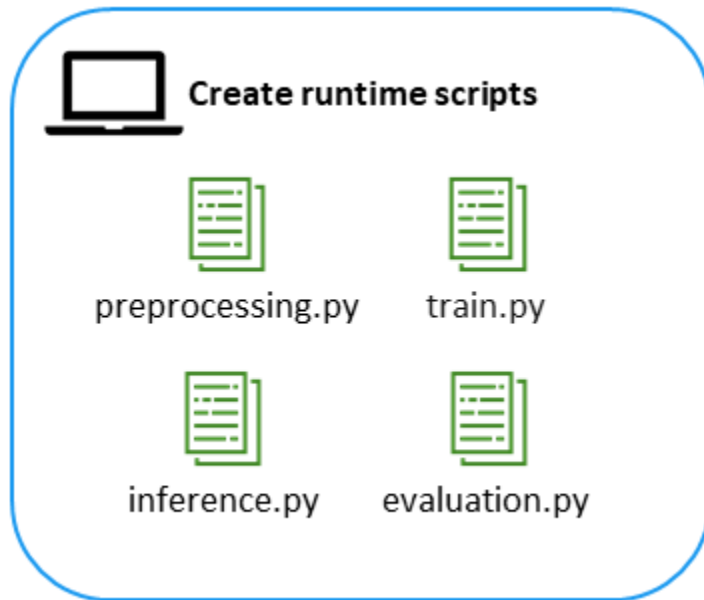 Create runtime scripts
preprocessing.py
train.py
inference.py
evaluation.py